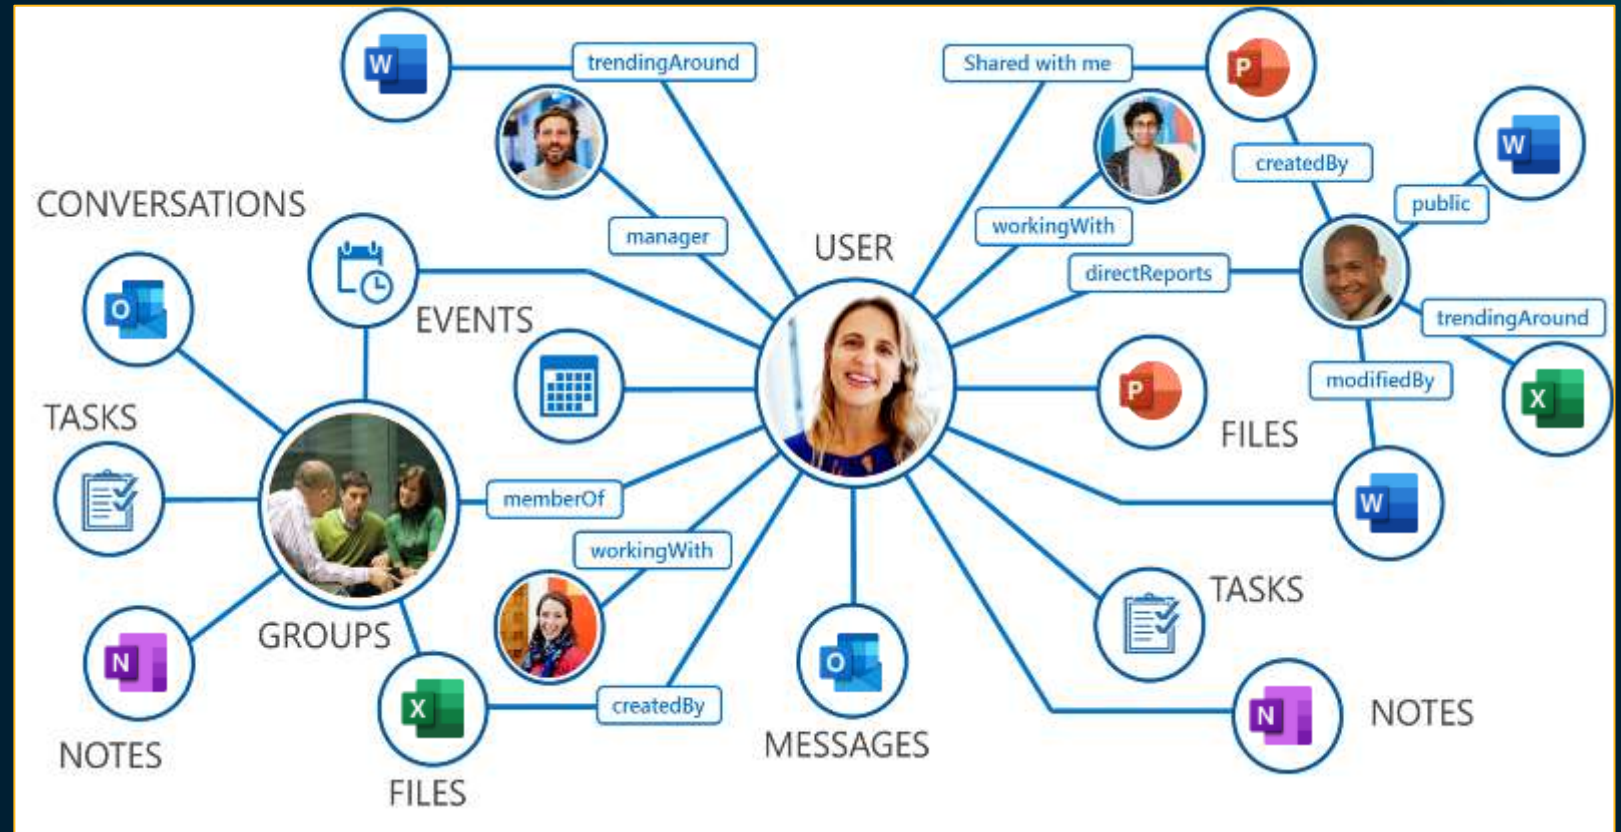 W
trendingAround
Shared with me
P
createdBy
W
public
CONVERSATIONS
manager
workingWith
USER
directReports
O
EVENTS
trendingAround
modifiedBy
P
X
TASKS
FILES
memberOf
W
workingWith
TASKS
GROUPS
N
O
X
createdBy
N
NOTES
MESSAGES
NOTES
FILES